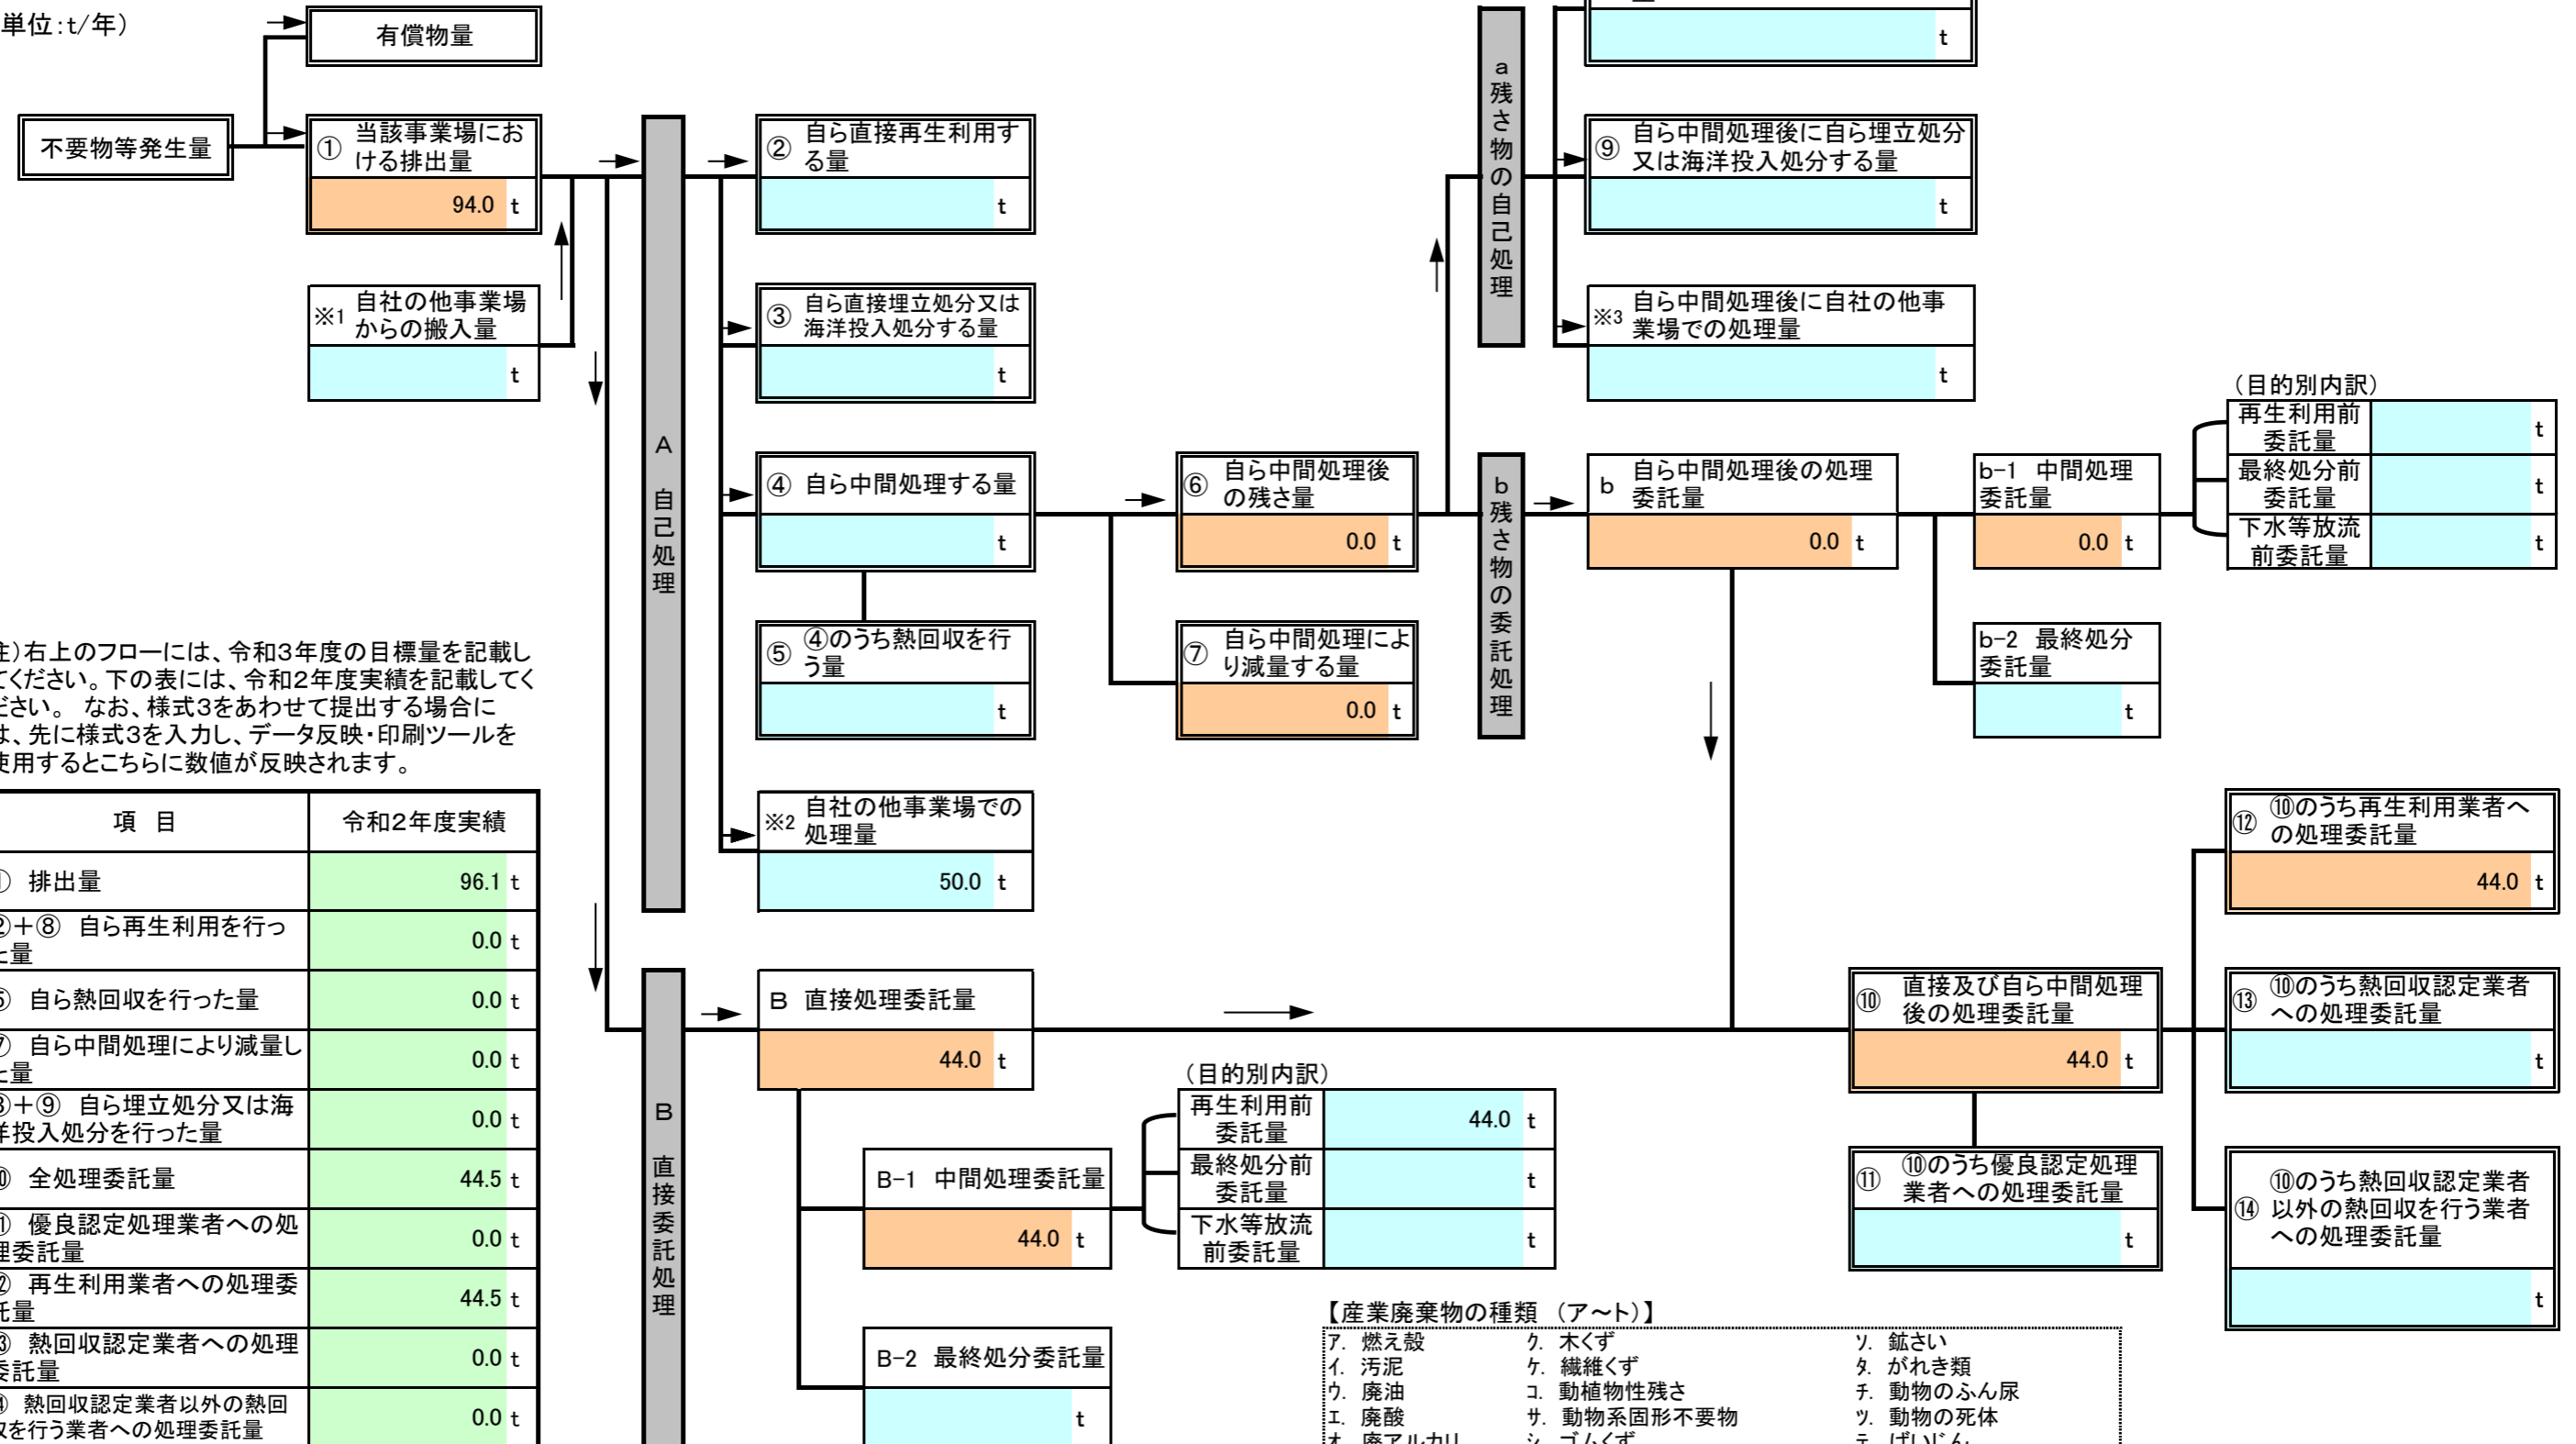 単位:t/年）
有償物量
不要物等発生量
① 当該事業場にお
ける排出量
94.0 t
※1 自社の他事業場
からの搬入量
t
A 自己処理
② 自ら直接再生利用す
る量
t
③ 自ら直接埋立処分又は
海洋投入処分する量
t
④ 自ら中間処理する量
t
⑤ ④のうち熱回収を行
う量
t
※2 自社の他事業場での
処理量
50.0 t
⑥ 自ら中間処理後
の残さ量
0.0 t
⑦ 自ら中間処理によ
り減量する量
0.0 t
a 残さ物の自己処理
t
⑨ 自ら中間処理後に自ら埋立処分
又は海洋投入処分する量
t
※3 自ら中間処理後に自社の他事
業場での処理量
t
b 残さ物の委託処理
b 自ら中間処理後の処理
委託量
0.0 t
b-1 中間処理
委託量
0.0 t
（目的別内訳）
再生利用前
委託量
t
最終処分前
委託量
t
下水等放流
前委託量
t
b-2 最終処分
委託量
t
注）右上のフローには、令和3年度の目標量を記載し
てください。下の表には、令和2年度実績を記載してく
ださい。 なお、様式3をあわせて提出する場合に
は、先に様式3を入力し、データ反映・印刷ツールを
使用するとこちらに数値が反映されます。
項 目 令和2年度実績
① 排出量 96.1 t
②＋⑧ 自ら再生利用を行っ
た量 0.0 t
⑤ 自ら熱回収を行った量 0.0 t
⑦ 自ら中間処理により減量し
た量 0.0 t
③＋⑨ 自ら埋立処分又は海
洋投入処分を行った量 0.0 t
⑩ 全処理委託量 44.5 t
⑪ 優良認定処理業者への処
理委託量 0.0 t
⑫ 再生利用業者への処理委
託量 44.5 t
⑬ 熱回収認定業者への処理
委託量 0.0 t
⑭ 熱回収認定業者以外の熱回
収を行う業者への処理委託量 0.0 t
B 直接委託処理
B 直接処理委託量
44.0 t
B-1 中間処理委託量
44.0 t
（目的別内訳）
再生利用前
委託量
44.0 t
最終処分前
委託量
t
下水等放流
前委託量
t
B-2 最終処分委託量
t
⑩ 直接及び自ら中間処理
後の処理委託量
44.0 t
⑪ ⑩のうち優良認定処理
業者への処理委託量
t
⑫ ⑩のうち再生利用業者へ
の処理委託量
44.0 t
⑬ ⑩のうち熱回収認定業者
への処理委託量
t
⑭ ⑩のうち熱回収認定業者
以外の熱回収を行う業者
への処理委託量
t
【産業廃棄物の種類 （ア～ト）】
ア. 燃え殻 ク. 木くず ソ. 鉱さい
イ. 汚泥 ケ. 繊維くず タ. がれき類
ウ. 廃油 コ. 動植物性残さ チ. 動物のふん尿
エ. 廃酸 サ. 動物系固形不要物 ツ. 動物の死体
オ. 廃アルカリ シ. ゴムくず テ. ばいじん